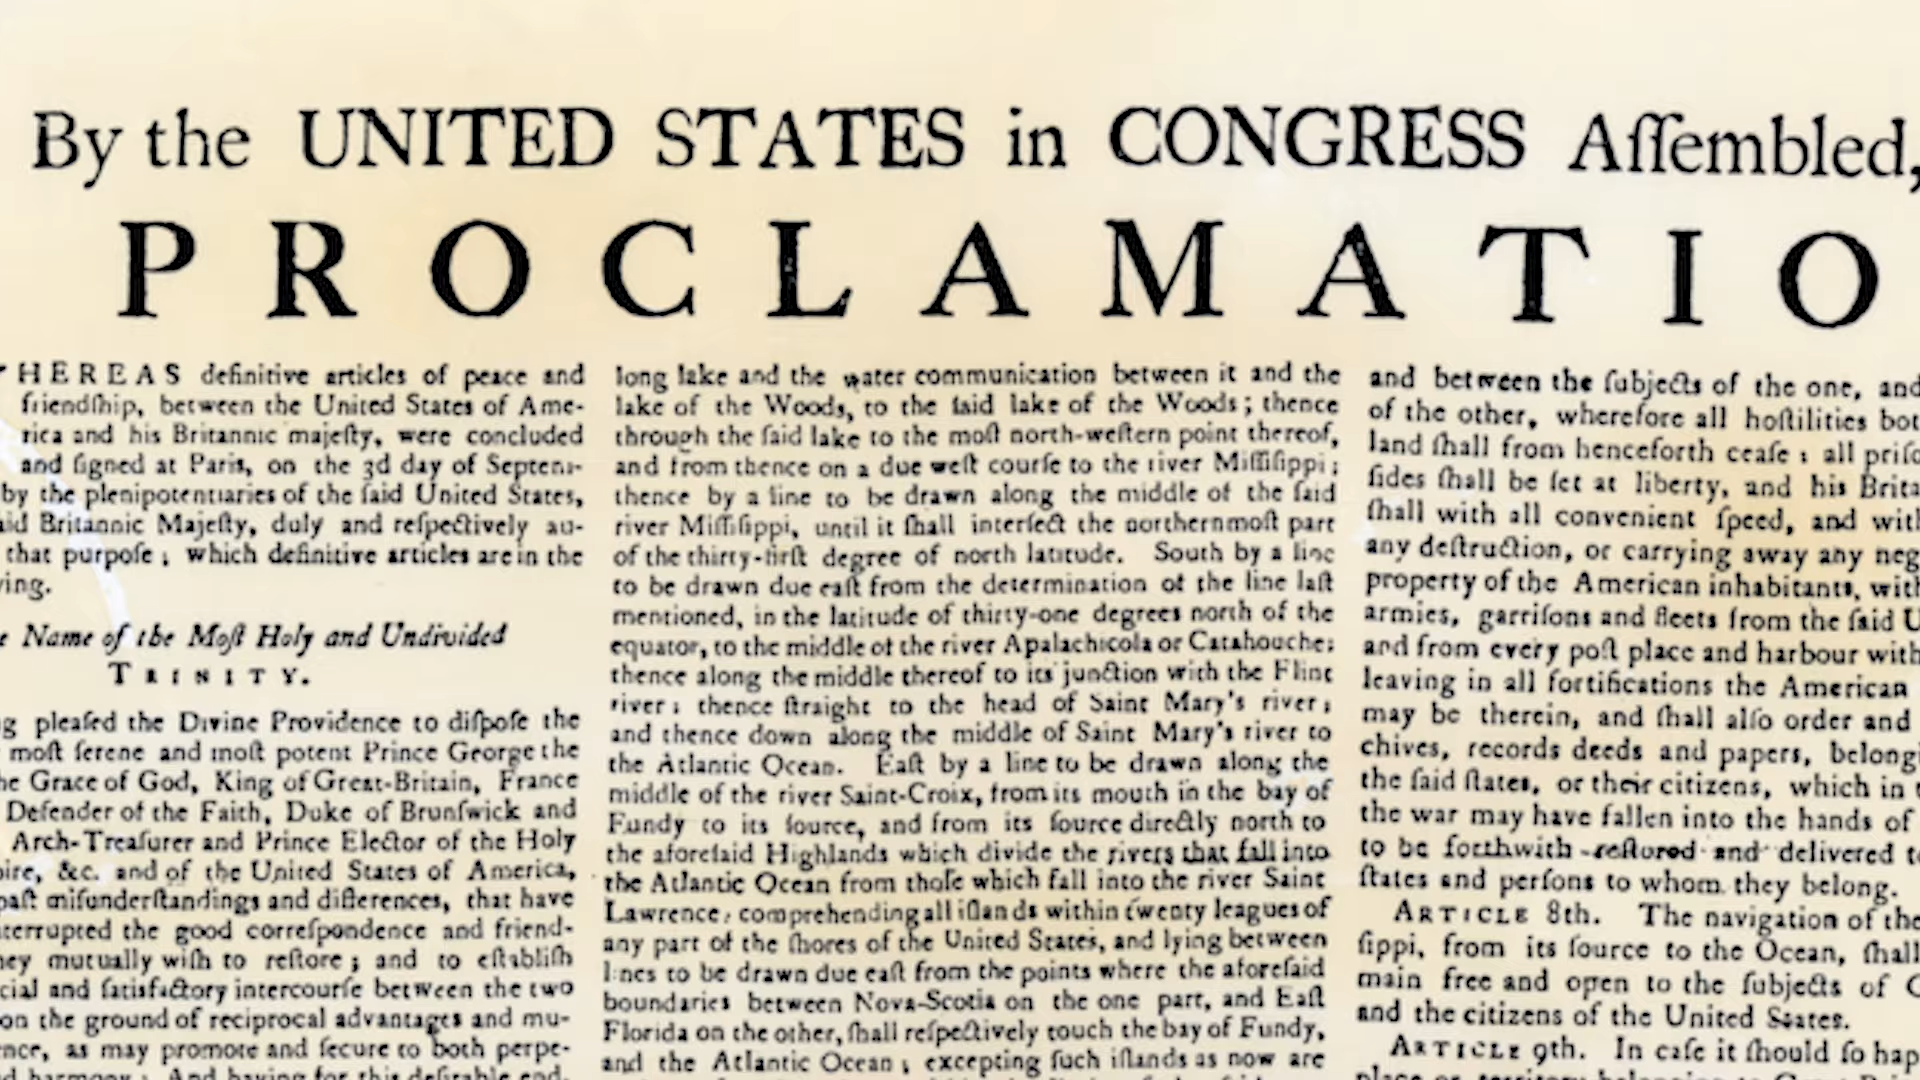 By the UNITED STATES in CONGRESS Aſſembled,
PROCLAMATIO
HEREAS definitive articles of peace and
friendſhip, between the United States of Ame-
rica and his Britannic majeſty, were concluded
and ſigned at Paris, on the 3d day of Septem-
by the plenipotentiaries of the ſaid United States,
Britannic Majeſty, duly and reſpectively au-
that purpoſe; which definitive articles are in the
Name of the Moſt Holy and Undivided
TRINITY.
pleaſed the Divine Providence to diſpoſe the
moſt ſerene and moſt potent Prince George the
Grace of God, King of Great-Britain, France
Defender of the Faith, Duke of Brunſwick and
Arch-Treaſurer and Prince Elector of the Holy
&c. and of the United States of America,
paſt miſunderſtandings and differences, that have
the good correſpondence and friend-
mutually wiſh to reſtore; and to eſtabliſh
and ſatisfactory intercourſe between the two
on the ground of reciprocal advantages and mu-
as may promote and ſecure to both perpe-
harmony; And having for this deſirable end,
long lake and the water communication between it and the
lake of the Woods, to the ſaid lake of the Woods; thence
through the ſaid lake to the moſt north-weſtern point thereof,
and from thence on a due weſt courſe to the river Miſſiſippi;
thence by a line to be drawn along the middle of the ſaid
river Miſſiſippi, until it ſhall interſect the northernmoſt part
of the thirty-firſt degree of north latitude. South by a line
to be drawn due eaſt from the determination of the line laſt
mentioned, in the latitude of thirty-one degrees north of the
equator, to the middle of the river Apalachicola or Catahouche;
thence along the middle thereof to its junction with the Flint
river; thence ſtraight to the head of Saint Mary's river;
and thence down along the middle of Saint Mary's river to
the Atlantic Ocean. Eaſt by a line to be drawn along the
middle of the river Saint-Croix, from its mouth in the bay of
Fundy to its ſource, and from its ſource directly north to
the aforeſaid Highlands which divide the rivers that fall into
the Atlantic Ocean from thoſe which fall into the river Saint
Lawrence; comprehending all iſlands within twenty leagues of
any part of the ſhores of the United States, and lying between
lines to be drawn due eaſt from the points where the aforeſaid
boundaries between Nova-Scotia on the one part, and Eaſt
Florida on the other, ſhall reſpectively touch the bay of Fundy,
and the Atlantic Ocean; excepting ſuch iſlands as now are
and between the ſubjects of the one, and
of the other, wherefore all hoſtilities
land ſhall from henceforth ceaſe; all
ſides ſhall be ſet at liberty, and his
ſhall with all convenient ſpeed, and
any deſtruction, or carrying away any
property of the American inhabitants,
armies, garriſons and fleets from the ſaid
and from every poſt place and harbour
leaving in all fortifications the American
may be therein, and ſhall alſo order and
chives, records deeds and papers,
the ſaid ſtates, or their citizens, which in
the war may have fallen into the hands of
to be forthwith reſtored and delivered
ſtates and perſons to whom they belong.
ARTICLE 8th. The navigation of the
ſippi, from its ſource to the Ocean, ſhall
main free and open to the ſubjects of
and the citizens of the United States.
ARTICLE 9th. In caſe it ſhould ſo